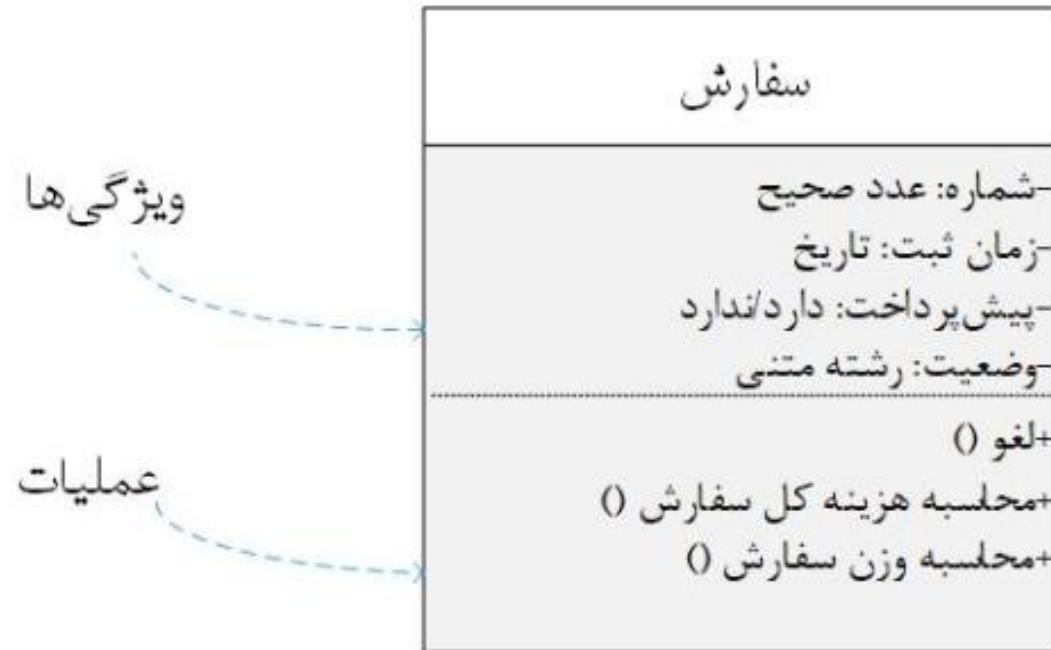 سفارش
ویژگی‌ها
-شماره: عدد صحیح
-زمان ثبت: تاریخ
-پیش‌پرداخت: دارد/ندارد
-وضعیت: رشته متنی
عملیات
+لغو ()
+محاسبه هزینه کل سفارش ()
+محاسبه وزن سفارش ()